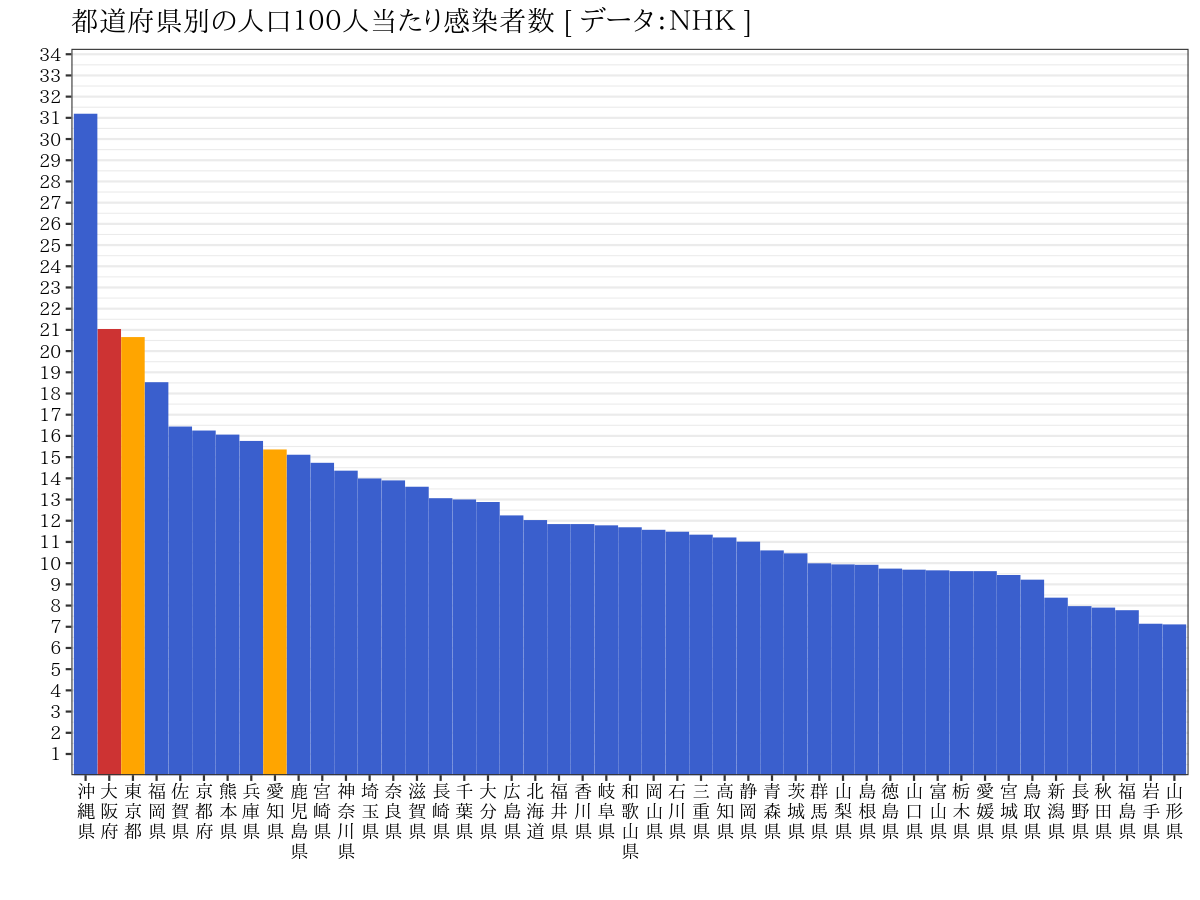 都道府県別の人口100人当たり感染者数 [ データ:NHK ]
34
33
32
31
30
29
28
27
26
25
24
23
22
21
20
19
18
17
16
15
14
13
12
11
10
9
8
7
6
5
4
3
2
1
沖縄県
大阪府
東京都
福岡県
佐賀県
京都府
熊本県
兵庫県
愛知県
鹿児島県
宮崎県
神奈川県
埼玉県
奈良県
滋賀県
長崎県
千葉県
大分県
広島県
北海道
福井県
香川県
岐阜県
和歌山県
岡山県
石川県
三重県
高知県
静岡県
青森県
茨城県
群馬県
山梨県
島根県
徳島県
山口県
富山県
栃木県
愛媛県
宮城県
鳥取県
新潟県
長野県
秋田県
福島県
岩手県
山形県